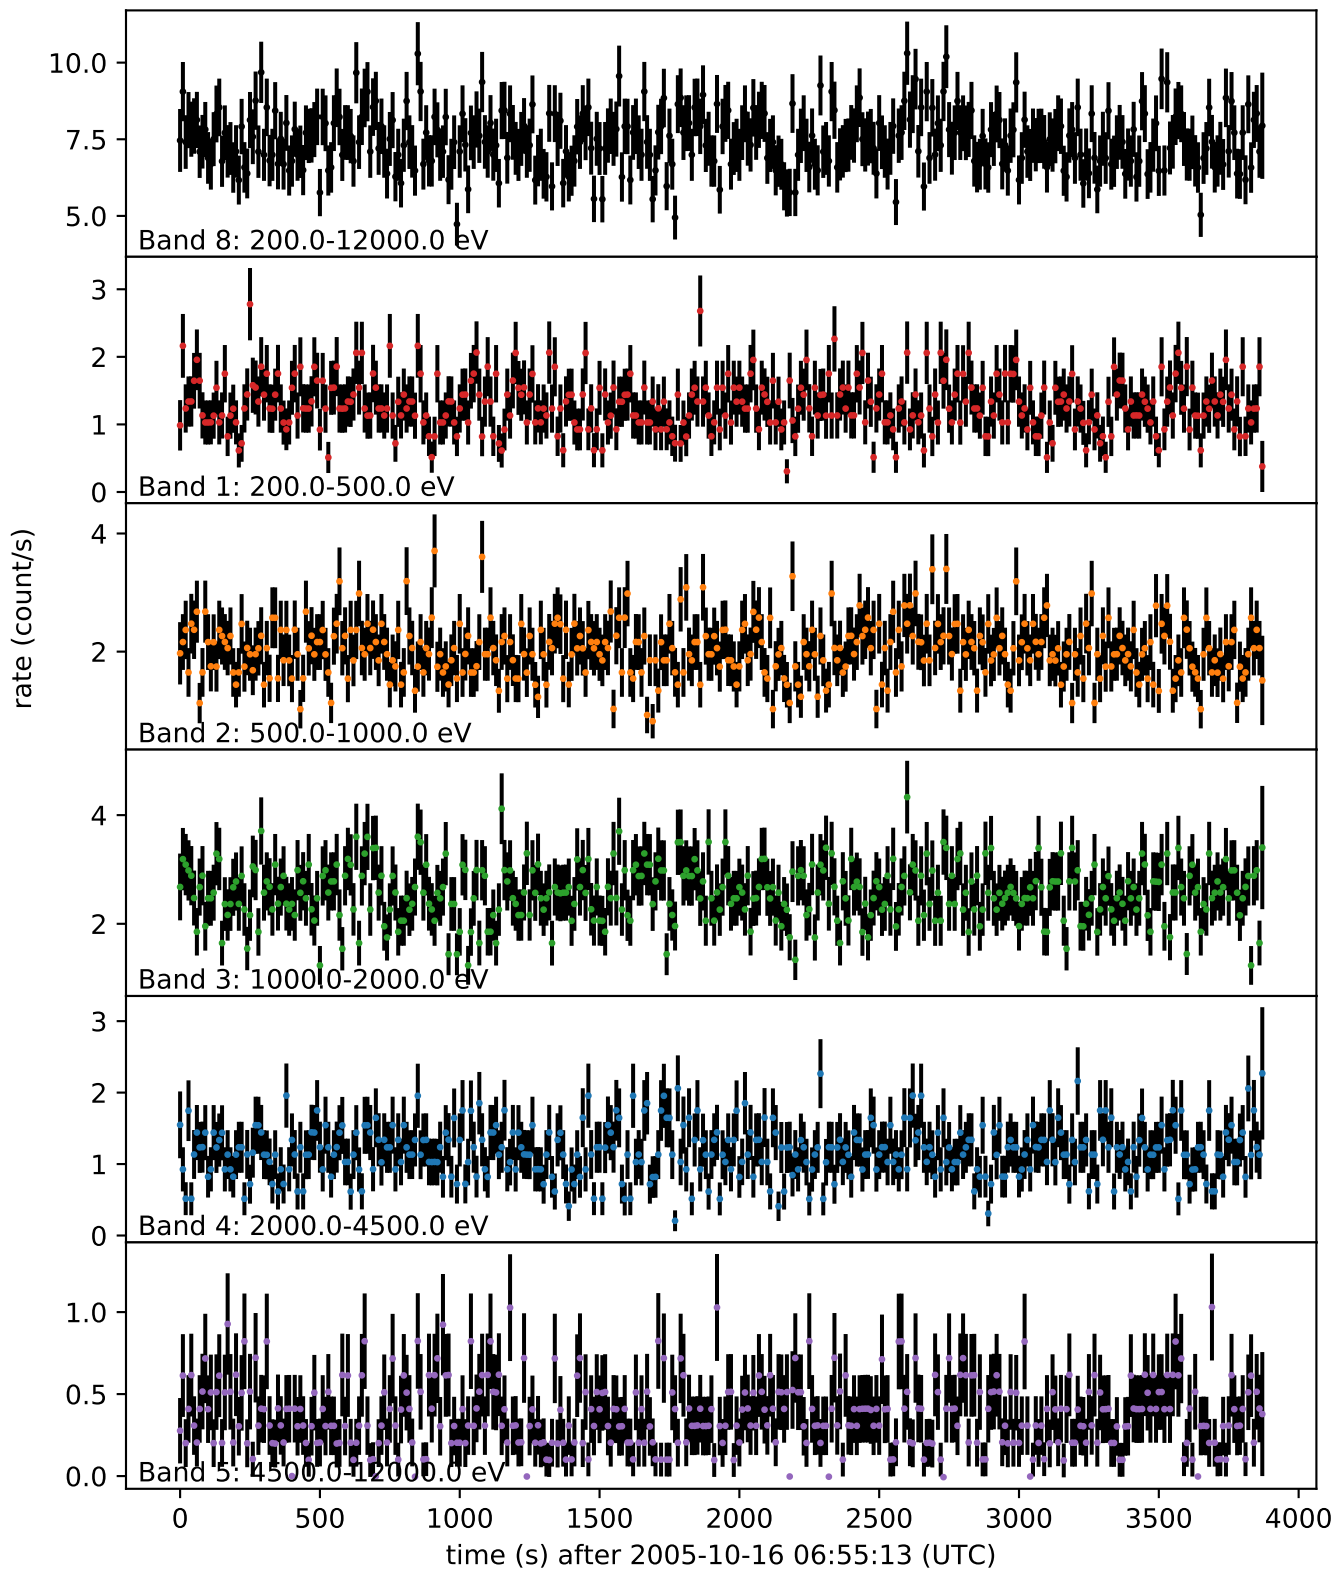 10.0
7.5
5.0
Band 8: 200.0-12000.0 eV
3
2
1
0
Band 1: 200.0-500.0 eV
4
2
Band 2: 500.0-1000.0 eV
rate (count/s)
4
2
Band 3: 1000.0-2000.0 eV
3
2
1
0
Band 4: 2000.0-4500.0 eV
1.0
0.5
0.0
Band 5: 4500.0-12000.0 eV
0 500 1000 1500 2000 2500 3000 3500 4000
time (s) after 2005-10-16 06:55:13 (UTC)